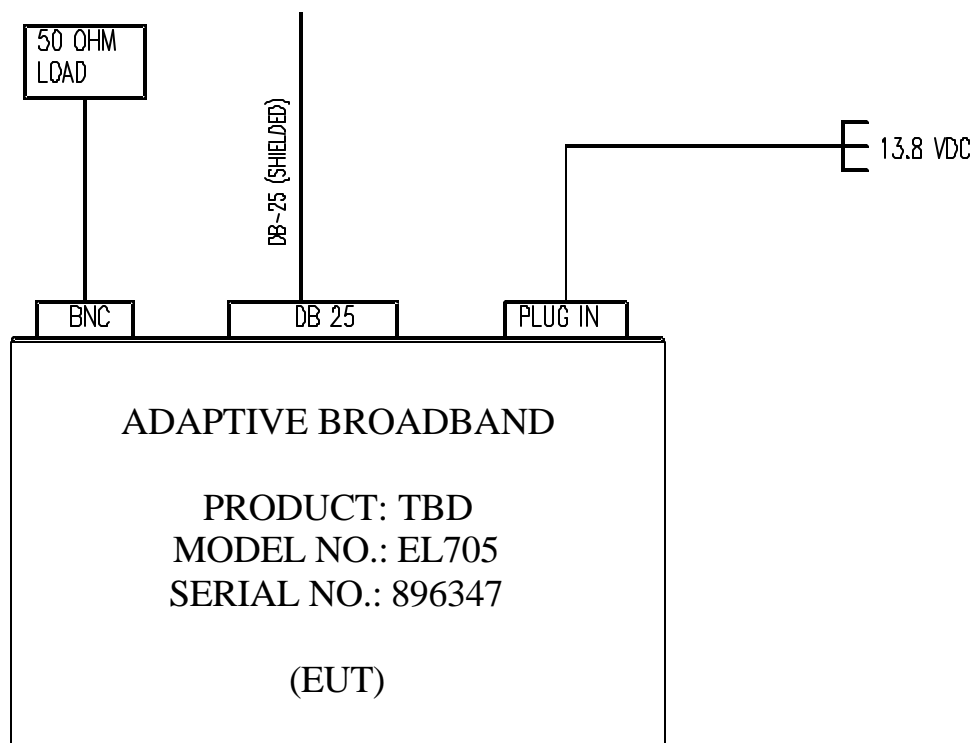 50 OHM
LOAD
DB-25 (SHIELDED)
13.8 VDC
BNC
DB 25
PLUG IN
ADAPTIVE BROADBAND
PRODUCT: TBD
MODEL NO.: EL705
SERIAL NO.: 896347
(EUT)